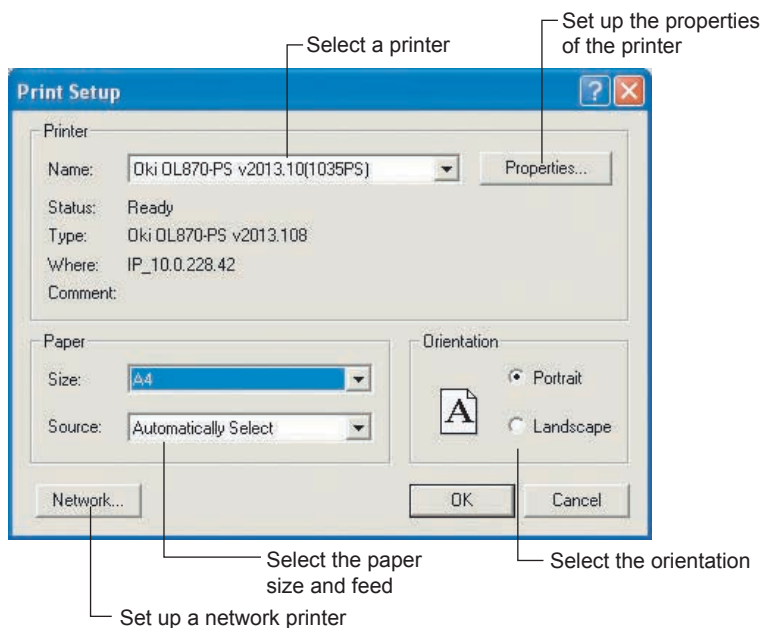 Set up the properties
of the printer
Select a printer
Print Setup
Printer
Name: Oki OL870-PS v2013.10(1035PS) Properties...
Status: Ready
Type: Oki OL870-PS v2013.108
Where: IP_10.0.228.42
Comment:
Paper
Size: A4
Source: Automatically Select
Orientation
A
Portrait
Landscape
Network...
OK
Cancel
Select the paper
size and feed
Select the orientation
Set up a network printer